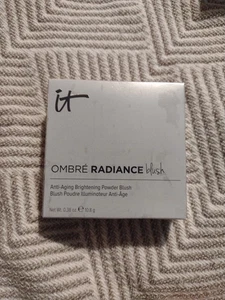 it
OMBRÉ RADIANCE blush
Anti-Aging Brightening Powder Blush
Blush Poudre Illuminateur Anti-Âge